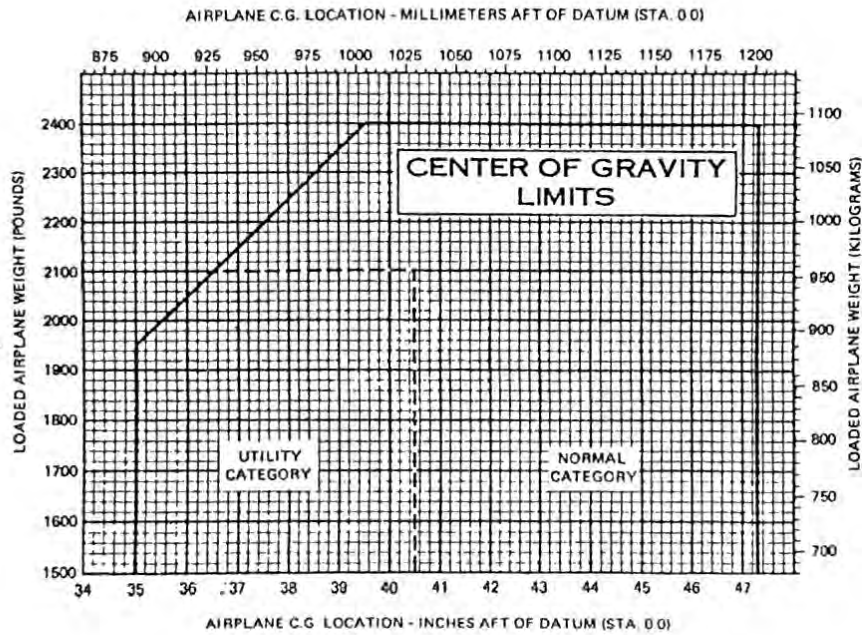 AIRPLANE C.G. LOCATION - MILLIMETERS AFT OF DATUM (STA. 0.0)
875 900 925 950 975 1000 1025 1050 1075 1100 1125 1150 1175 1200
LOADED AIRPLANE WEIGHT (POUNDS)
2400
2300
2200
2100
2000
1900
1800
1700
1600
1500
CENTER OF GRAVITY
LIMITS
UTILITY
CATEGORY
NORMAL
CATEGORY
1100
1050
1000
950
900
850
800
750
700
LOADED AIRPLANE WEIGHT (KILOGRAMS)
34 35 36 37 38 39 40 41 42 43 44 45 46 47
AIRPLANE C.G. LOCATION - INCHES AFT OF DATUM (STA. 0.0)